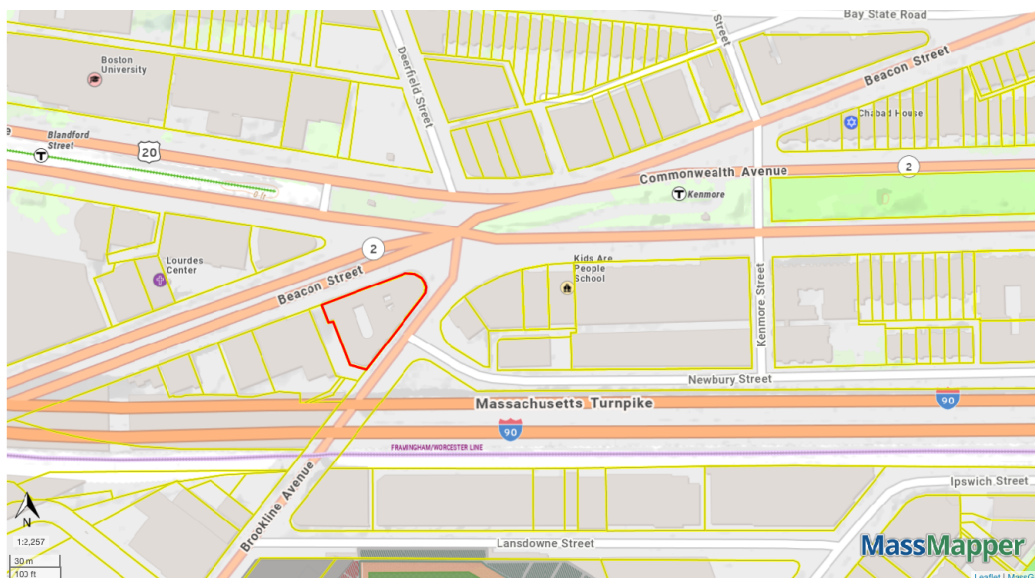 Bay State Road
Street
Boston
University
Deerfield Street
Beacon Street
Chabad House
e
Blandford
Street
T
20
2
Commonwealth Avenue
T
Kenmore
2
Lourdes
Center
Kids Are
People
School
Beacon Street
Kenmore Street
Newbury Street
Massachusetts Turnpike
90
90
FRAMINGHAM/WORCESTER LINE
Brookline Avenue
Ipswich Street
N
1:2,257
30 m
100 ft
Lansdowne Street
MassMapper
Leaflet | MassG